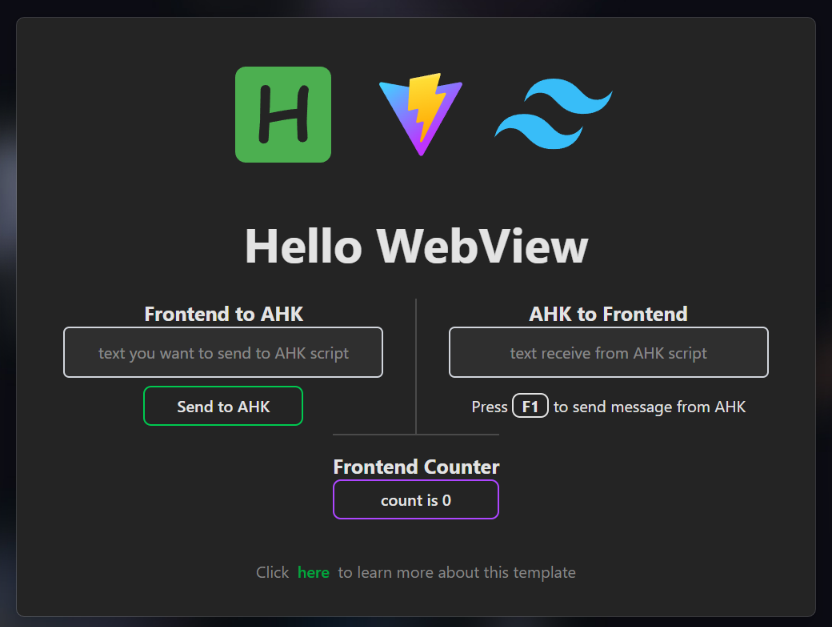 H
Hello WebView
Frontend to AHK
text you want to send to AHK script
Send to AHK
AHK to Frontend
text receive from AHK script
Press F1 to send message from AHK
Frontend Counter
count is 0
Click here to learn more about this template